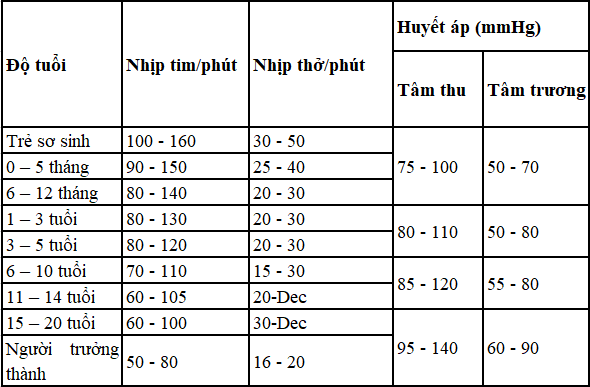 Độ tuổi Nhịp tim/phút Nhịp thở/phút Huyết áp (mmHg)
Tâm thu Tâm trương
Trẻ sơ sinh 100 - 160 30 - 50 75 - 100 50 - 70
0 – 5 tháng 90 - 150 25 - 40
6 – 12 tháng 80 - 140 20 - 30
1 – 3 tuổi 80 - 130 20 - 30 80 - 110 50 - 80
3 – 5 tuổi 80 - 120 20 - 30
6 – 10 tuổi 70 - 110 15 - 30 85 - 120 55 - 80
11 – 14 tuổi 60 - 105 20-Dec
15 – 20 tuổi 60 - 100 30-Dec 95 - 140 60 - 90
Người trưởng
thành 50 - 80 16 - 20